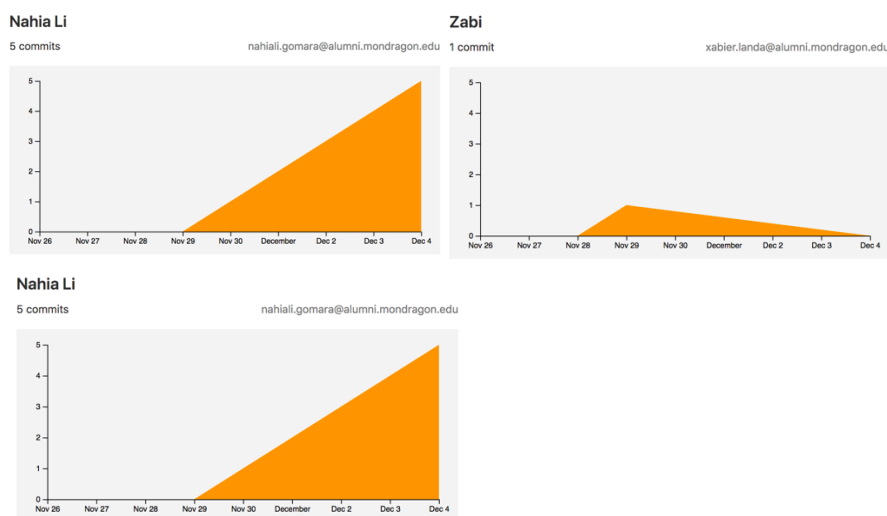 Nahia Li
5 commits nahiali.gomara@alumni.mondragon.edu
5
4
3
2
1
0
Nov 26 Nov 27 Nov 28 Nov 29 Nov 30 December Dec 2 Dec 3 Dec 4
Zabi
1 commit xabier.landa@alumni.mondragon.edu
5
4
3
2
1
0
Nov 26 Nov 27 Nov 28 Nov 29 Nov 30 December Dec 2 Dec 3 Dec 4
Nahia Li
5 commits nahiali.gomara@alumni.mondragon.edu
5
4
3
2
1
0
Nov 26 Nov 27 Nov 28 Nov 29 Nov 30 December Dec 2 Dec 3 Dec 4